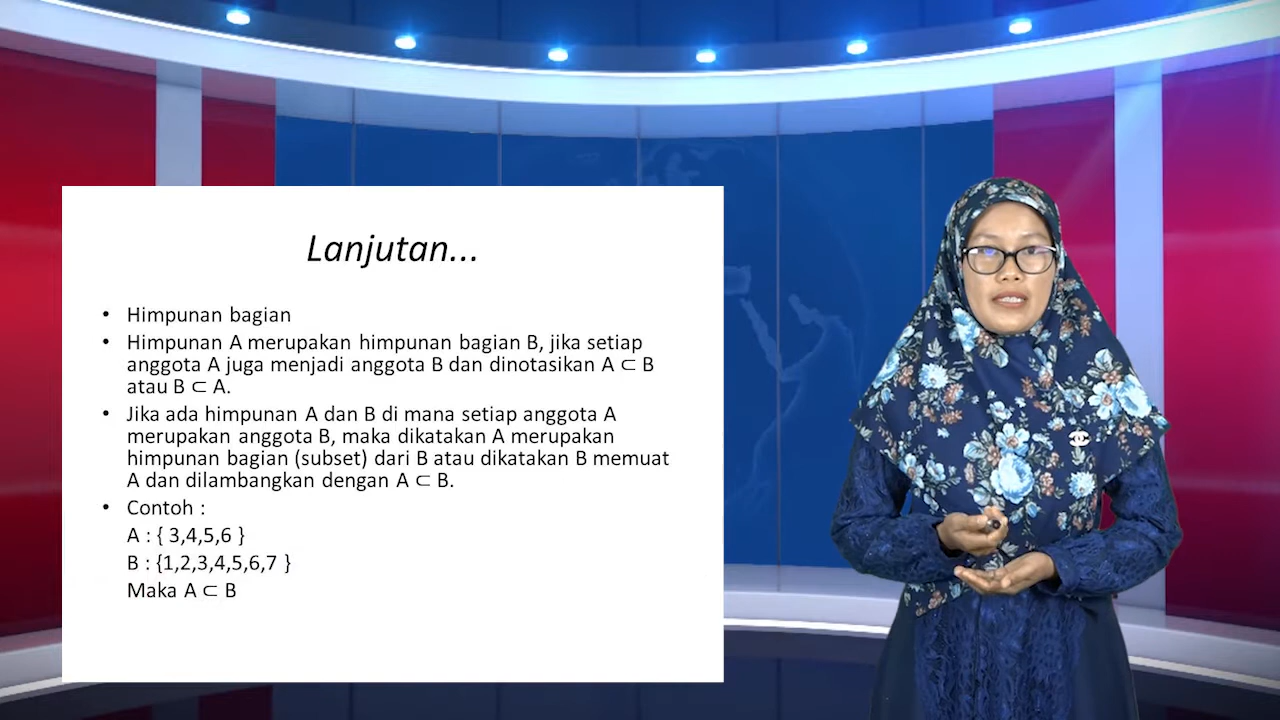 Lanjutan...
• Himpunan bagian
• Himpunan A merupakan himpunan bagian B, jika setiap
anggota A juga menjadi anggota B dan dinotasikan A ⊂ B
atau B ⊂ A.
• Jika ada himpunan A dan B di mana setiap anggota A
merupakan anggota B, maka dikatakan A merupakan
himpunan bagian (subset) dari B atau dikatakan B memuat
A dan dilambangkan dengan A ⊂ B.
• Contoh :
A : { 3,4,5,6 }
B : {1,2,3,4,5,6,7 }
Maka A ⊂ B